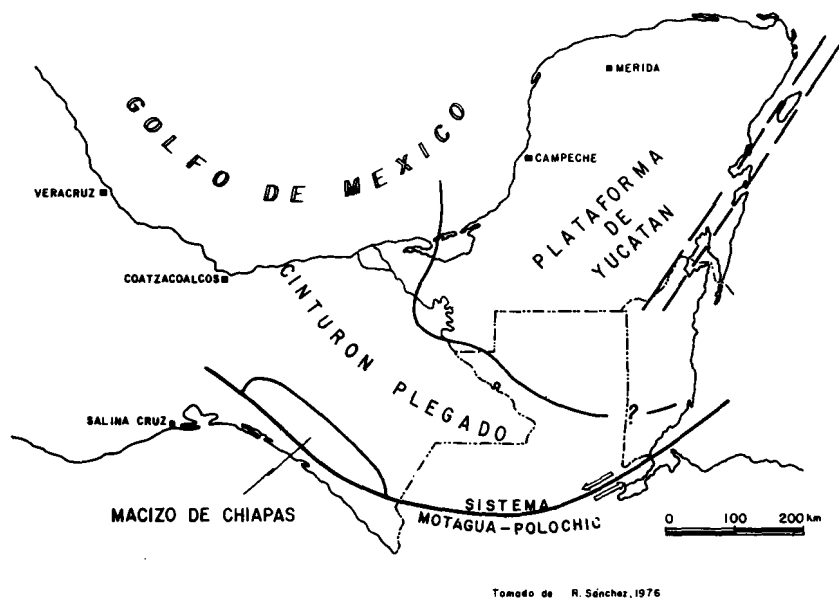 MERIDA
GOLFO DE MEXICO
CAMPECHE
VERACRUZ
PLATAFORMA
DE
YUCATAN
COATZACOALCOS
CINTURON PLEGADO
?
SALINA CRUZ
MACIZO DE CHIAPAS
SISTEMA
MOTAGUA-POLOCHIC
0 100 200 km
Tomado de R. Sánchez, 1976